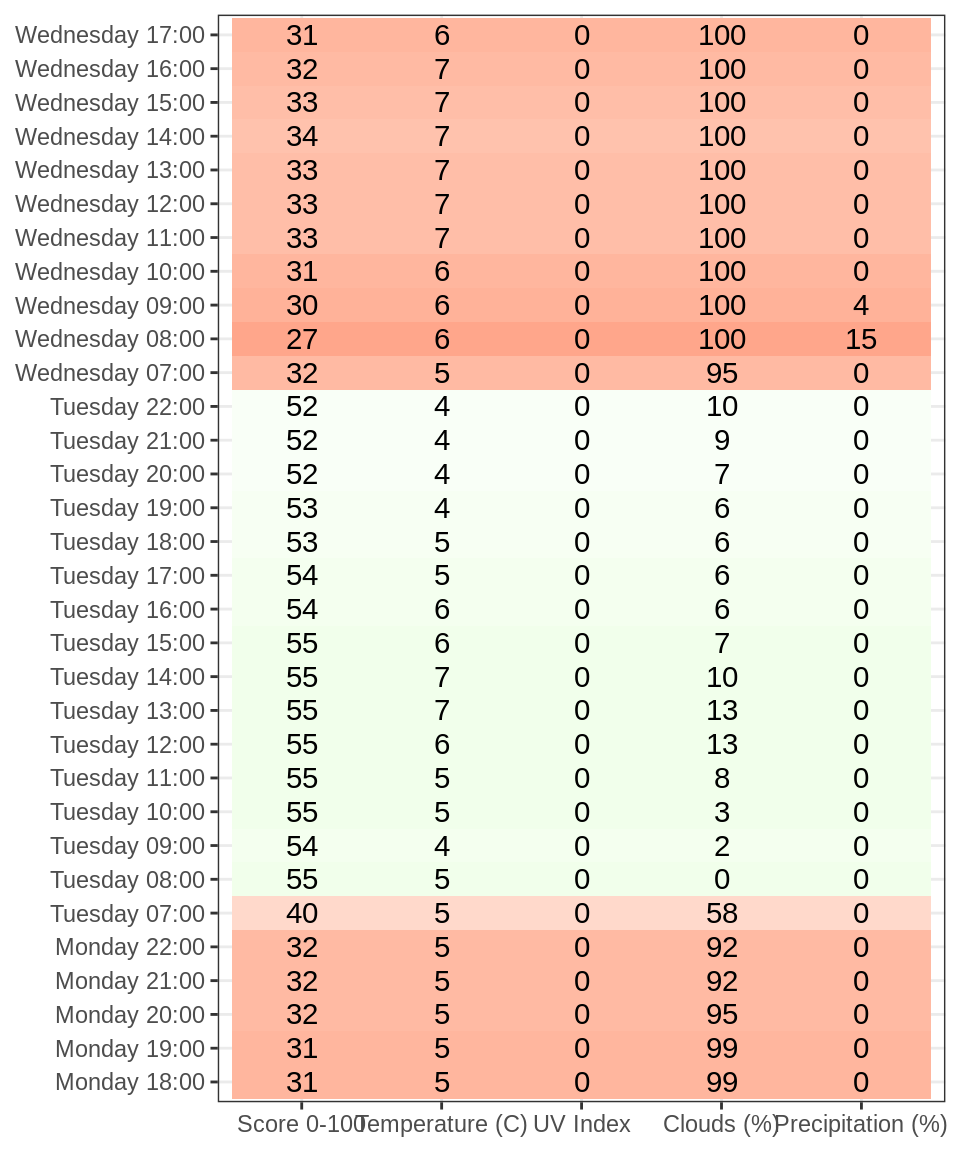 Wednesday 17:00 31 6 0 100 0
Wednesday 16:00 32 7 0 100 0
Wednesday 15:00 33 7 0 100 0
Wednesday 14:00 34 7 0 100 0
Wednesday 13:00 33 7 0 100 0
Wednesday 12:00 33 7 0 100 0
Wednesday 11:00 33 7 0 100 0
Wednesday 10:00 31 6 0 100 0
Wednesday 09:00 30 6 0 100 4
Wednesday 08:00 27 6 0 100 15
Wednesday 07:00 32 5 0 95 0
Tuesday 22:00 52 4 0 10 0
Tuesday 21:00 52 4 0 9 0
Tuesday 20:00 52 4 0 7 0
Tuesday 19:00 53 4 0 6 0
Tuesday 18:00 53 5 0 6 0
Tuesday 17:00 54 5 0 6 0
Tuesday 16:00 54 6 0 6 0
Tuesday 15:00 55 6 0 7 0
Tuesday 14:00 55 7 0 10 0
Tuesday 13:00 55 7 0 13 0
Tuesday 12:00 55 6 0 13 0
Tuesday 11:00 55 5 0 8 0
Tuesday 10:00 55 5 0 3 0
Tuesday 09:00 54 4 0 2 0
Tuesday 08:00 55 5 0 0 0
Tuesday 07:00 40 5 0 58 0
Monday 22:00 32 5 0 92 0
Monday 21:00 32 5 0 92 0
Monday 20:00 32 5 0 95 0
Monday 19:00 31 5 0 99 0
Monday 18:00 31 5 0 99 0
Score 0-100 Temperature (C) UV Index Clouds (%) Precipitation (%)